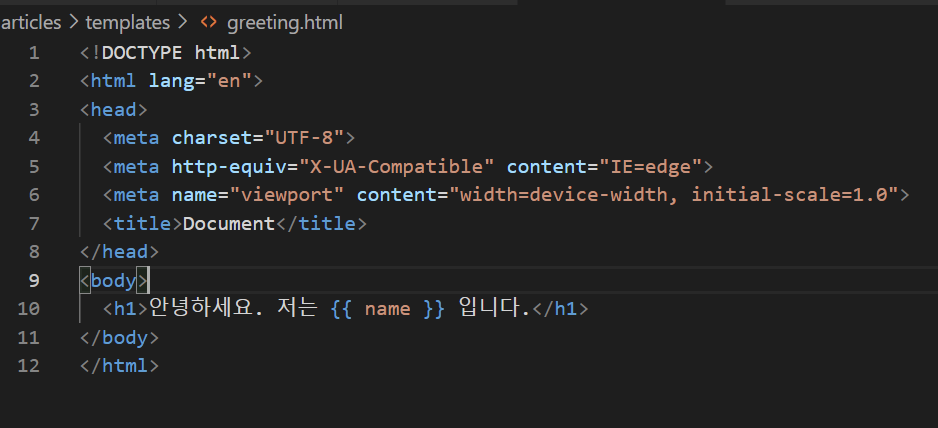 articles > templates > <> greeting.html
1 <!DOCTYPE html>
2 <html lang="en">
3 <head>
4 <meta charset="UTF-8">
5 <meta http-equiv="X-UA-Compatible" content="IE=edge">
6 <meta name="viewport" content="width=device-width, initial-scale=1.0">
7 <title>Document</title>
8 </head>
9 <body>
10 <h1>안녕하세요. 저는 {{ name }} 입니다.</h1>
11 </body>
12 </html>